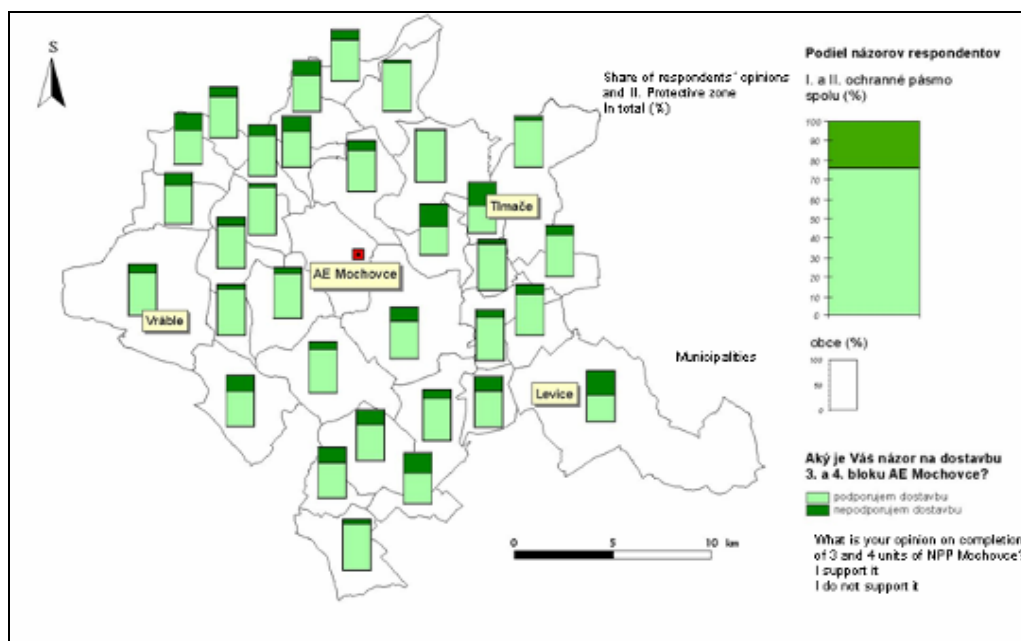 S
Share of respondents´ opinions
and II. Protective zone
In total (%)
Podiel názorov respondentov
I. a II. ochranné pásmo
spolu (%)
100
90
80
70
60
50
40
30
20
10
0
Tlmače
AE Mochovce
Vráble
Levice
Municipalities
obce (%)
100
50
0
Aký je Váš názor na dostavbu
3. a 4. bloku AE Mochovce?
podporujem dostavbu
nepodporujem dostavbu
What is your opinion on completion
of 3 and 4 units of NPP Mochovce?
I support it
I do not support it
0 5 10 km